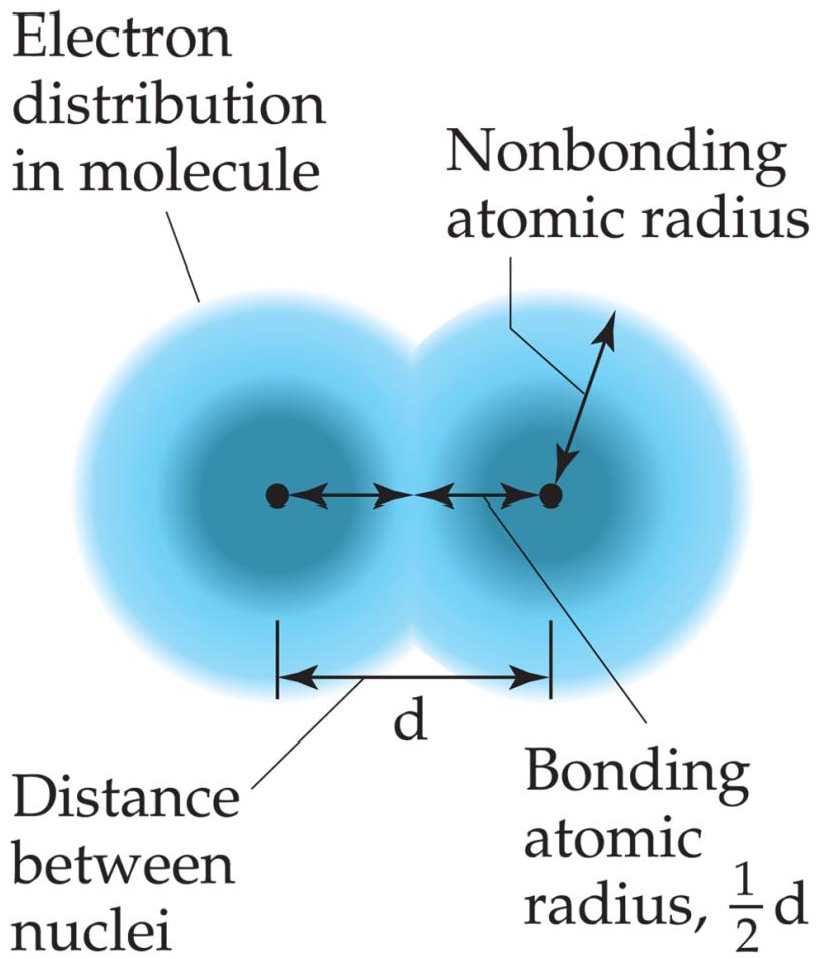 Electron
distribution
in molecule
Nonbonding
atomic radius
d
Distance
between
nuclei
Bonding
atomic
radius, 1/2 d